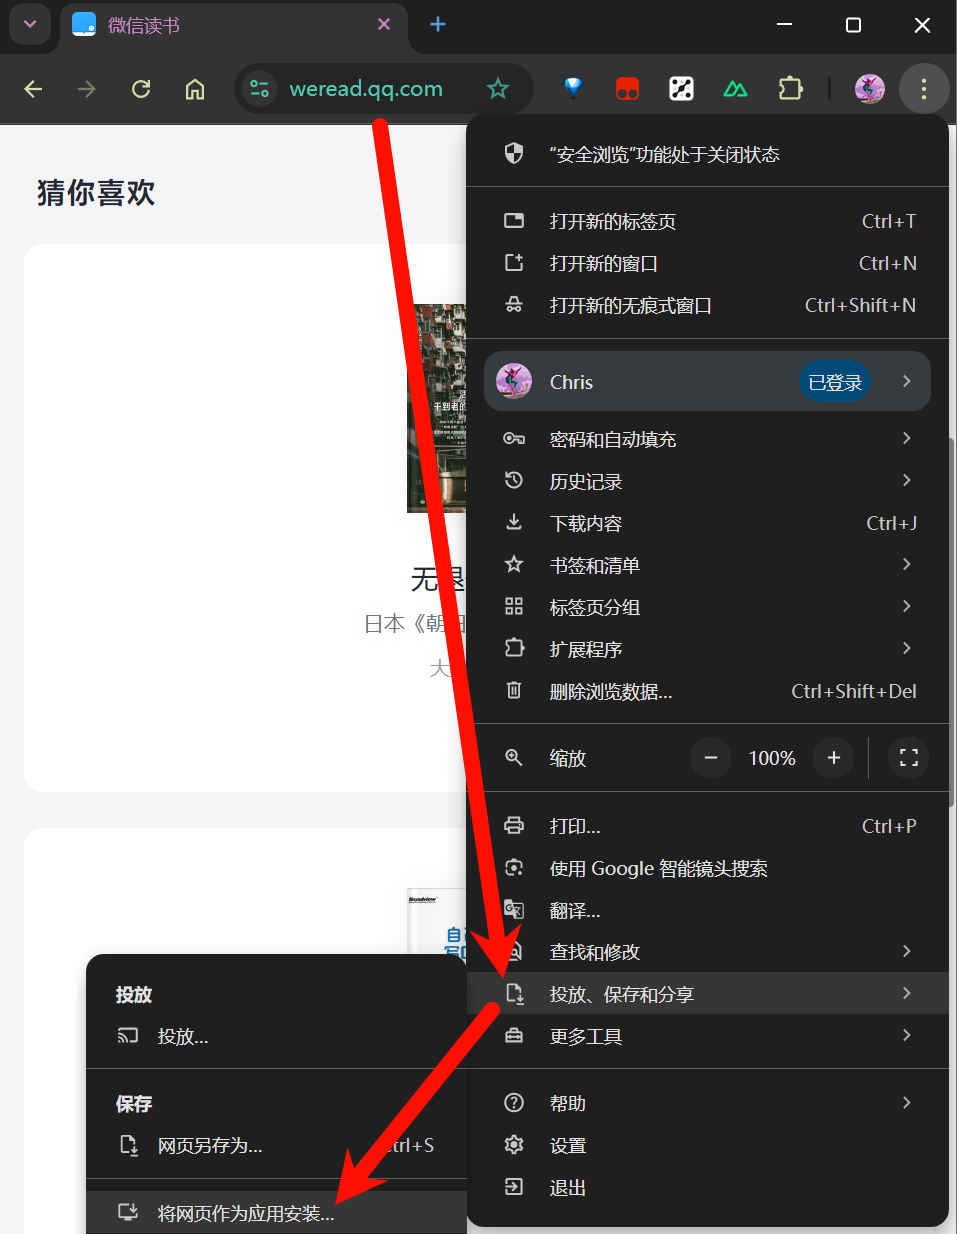 微信读书
weread.qq.com
猜你喜欢
日本《朝日
大
Broadview
“安全浏览”功能处于关闭状态
打开新的标签页 Ctrl+T
打开新的窗口 Ctrl+N
打开新的无痕式窗口 Ctrl+Shift+N
Chris 已登录
密码和自动填充
历史记录
下载内容 Ctrl+J
书签和清单
标签页分组
扩展程序
删除浏览数据... Ctrl+Shift+Del
缩放 100%
打印... Ctrl+P
使用 Google 智能镜头搜索
翻译...
查找和修改
投放、保存和分享
更多工具
帮助
设置
退出
投放
投放...
保存
网页另存为... Ctrl+S
将网页作为应用安装...